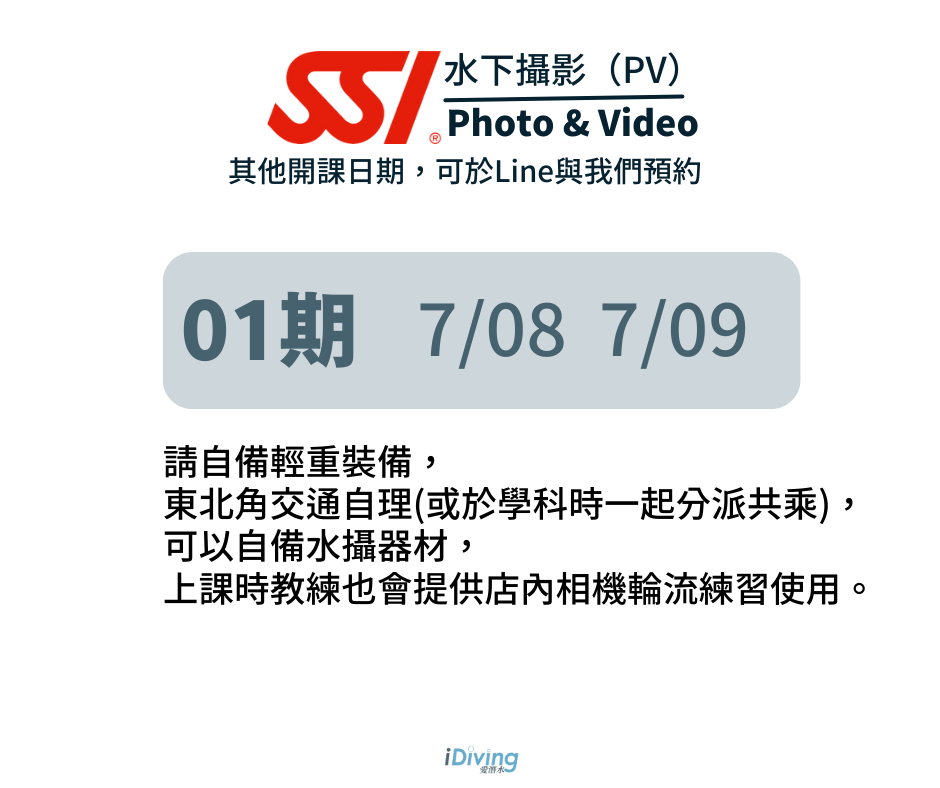 SSI®
水下攝影（PV）
Photo & Video
其他開課日期，可於Line與我們預約
01期 7/08 7/09
請自備輕重裝備，
東北角交通自理(或於學科時一起分派共乘)，
可以自備水攝器材，
上課時教練也會提供店內相機輪流練習使用。
iDiving
愛潛水